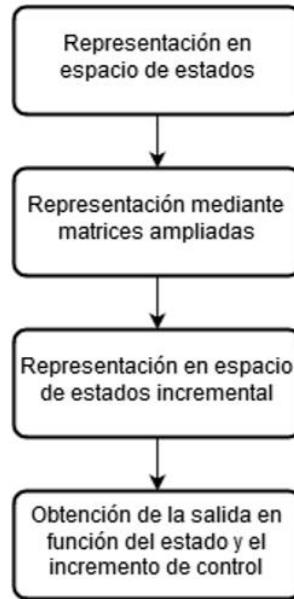 Representación en
espacio de estados
Representación mediante
matrices ampliadas
Representación en espacio
de estados incremental
Obtención de la salida en
función del estado y el
incremento de control